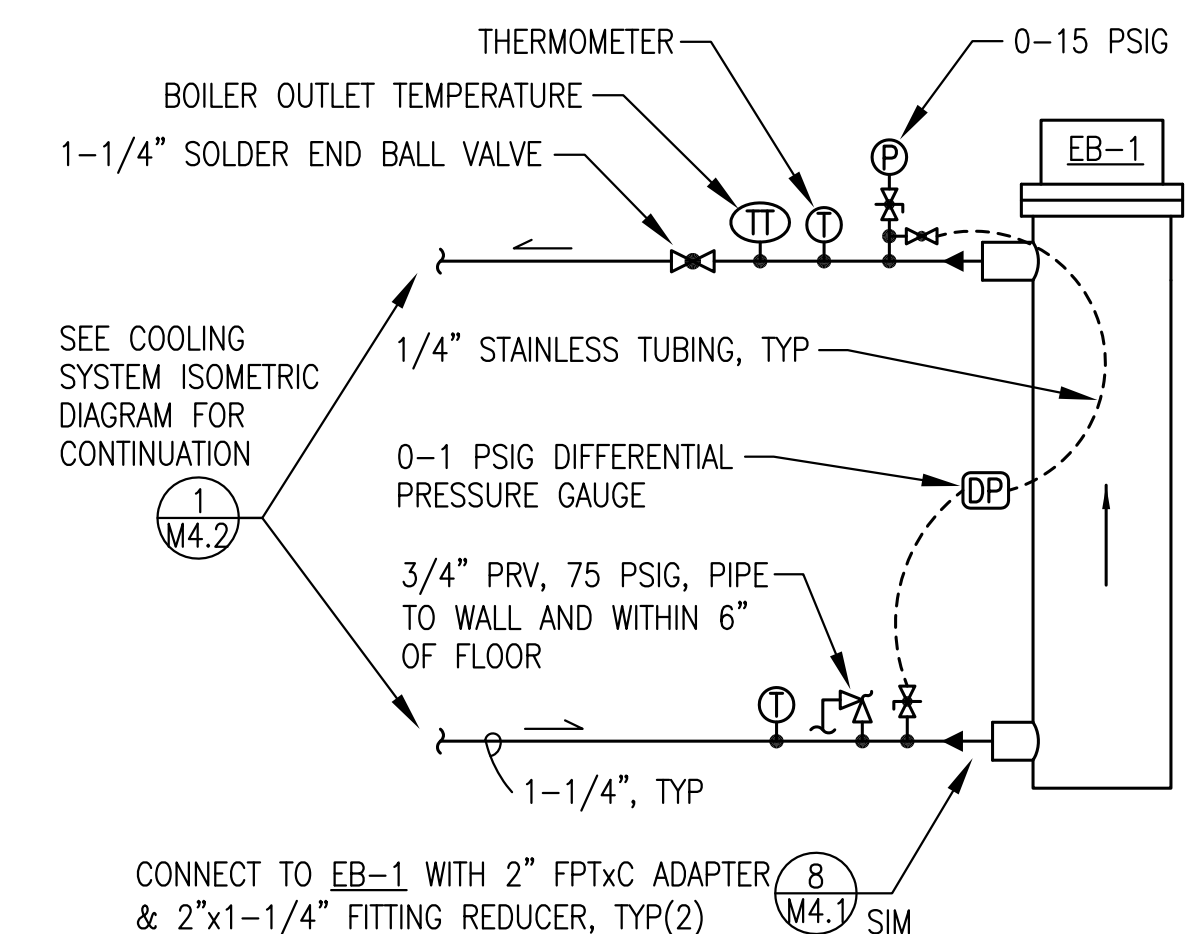 THERMOMETER
0-15 PSIG
BOILER OUTLET TEMPERATURE
1-1/4" SOLDER END BALL VALVE
EB-1
P
TT
T
SEE COOLING
SYSTEM ISOMETRIC
DIAGRAM FOR
CONTINUATION
1
M4.2
1/4" STAINLESS TUBING, TYP
0-1 PSIG DIFFERENTIAL
PRESSURE GAUGE
DP
3/4" PRV, 75 PSIG, PIPE
TO WALL AND WITHIN 6"
OF FLOOR
T
1-1/4", TYP
CONNECT TO EB-1 WITH 2" FPTxC ADAPTER
& 2"x1-1/4" FITTING REDUCER, TYP(2)
8
M4.1
SIM